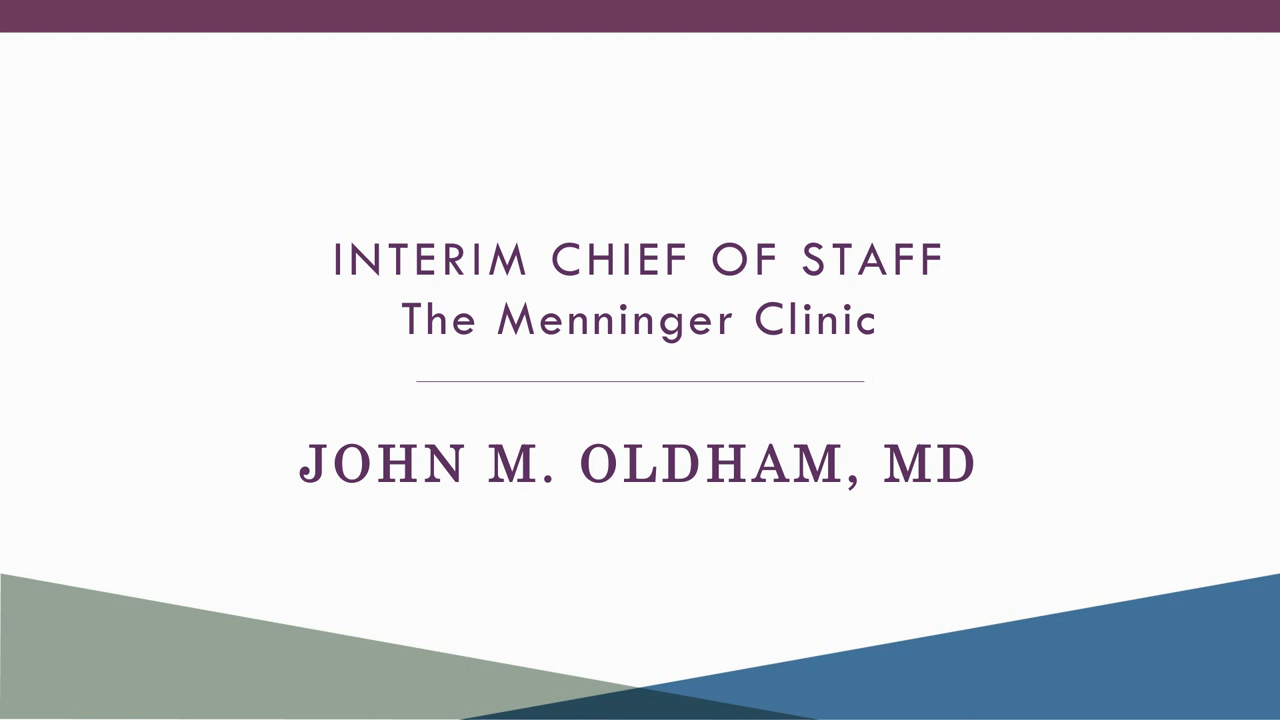 INTERIM CHIEF OF STAFF
The Menninger Clinic
JOHN M. OLDHAM, MD